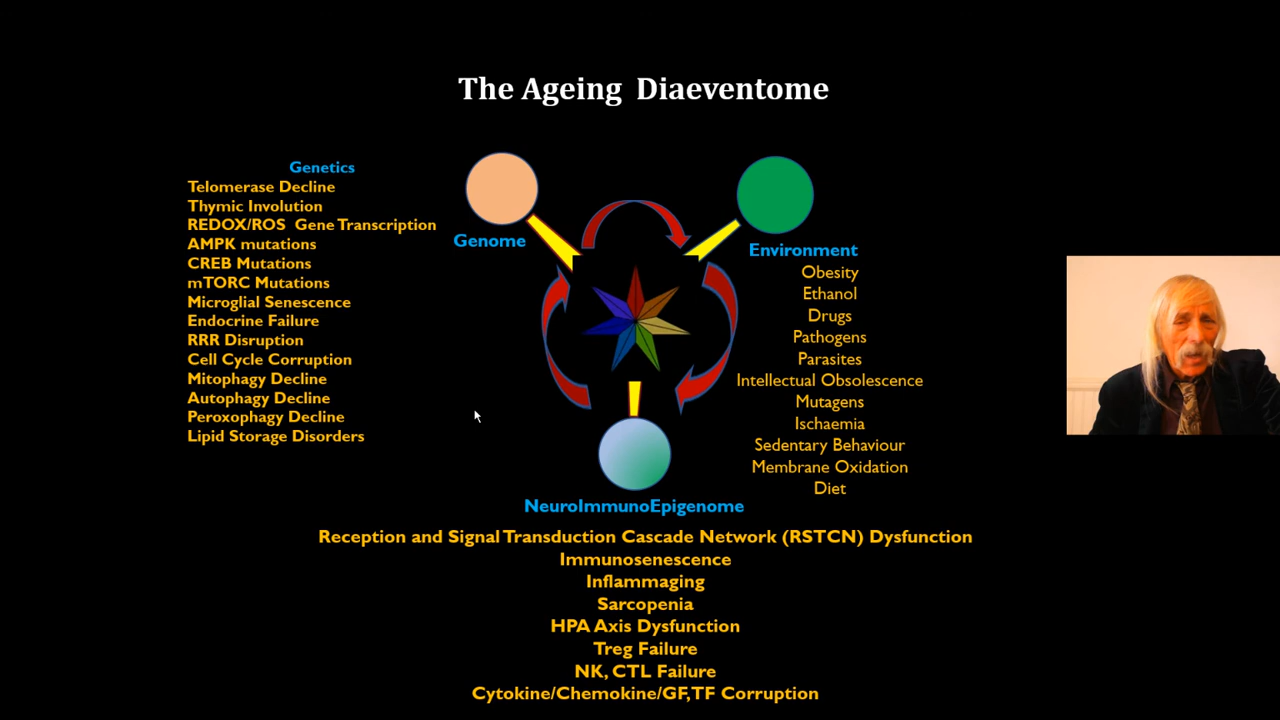 The Ageing Diaeventome
Genetics
Telomerase Decline
Thymic Involution
REDOX/ROS Gene Transcription
AMPK mutations
CREB Mutations
mTORC Mutations
Microglial Senescence
Endocrine Failure
RRR Disruption
Cell Cycle Corruption
Mitophagy Decline
Autophagy Decline
Peroxophagy Decline
Lipid Storage Disorders
Genome
Environment
Obesity
Ethanol
Drugs
Pathogens
Parasites
Intellectual Obsolescence
Mutagens
Ischaemia
Sedentary Behaviour
Membrane Oxidation
Diet
NeuroImmunoEpigenome
Reception and Signal Transduction Cascade Network (RSTCN) Dysfunction
Immunosenescence
Inflammaging
Sarcopenia
HPA Axis Dysfunction
Treg Failure
NK, CTL Failure
Cytokine/Chemokine/GF,TF Corruption